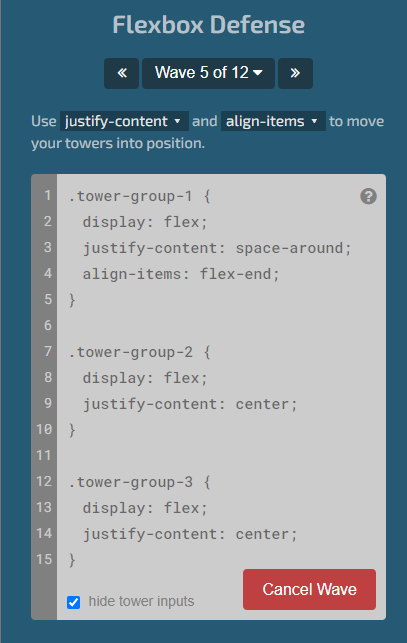 Flexbox Defense
« Wave 5 of 12 ▾ »
Use justify-content ▾ and align-items ▾ to move
your towers into position.
1 .tower-group-1 {
2   display: flex;
3   justify-content: space-around;
4   align-items: flex-end;
5 }
6
7 .tower-group-2 {
8   display: flex;
9   justify-content: center;
10 }
11
12 .tower-group-3 {
13   display: flex;
14   justify-content: center;
15 }
?
hide tower inputs
Cancel Wave